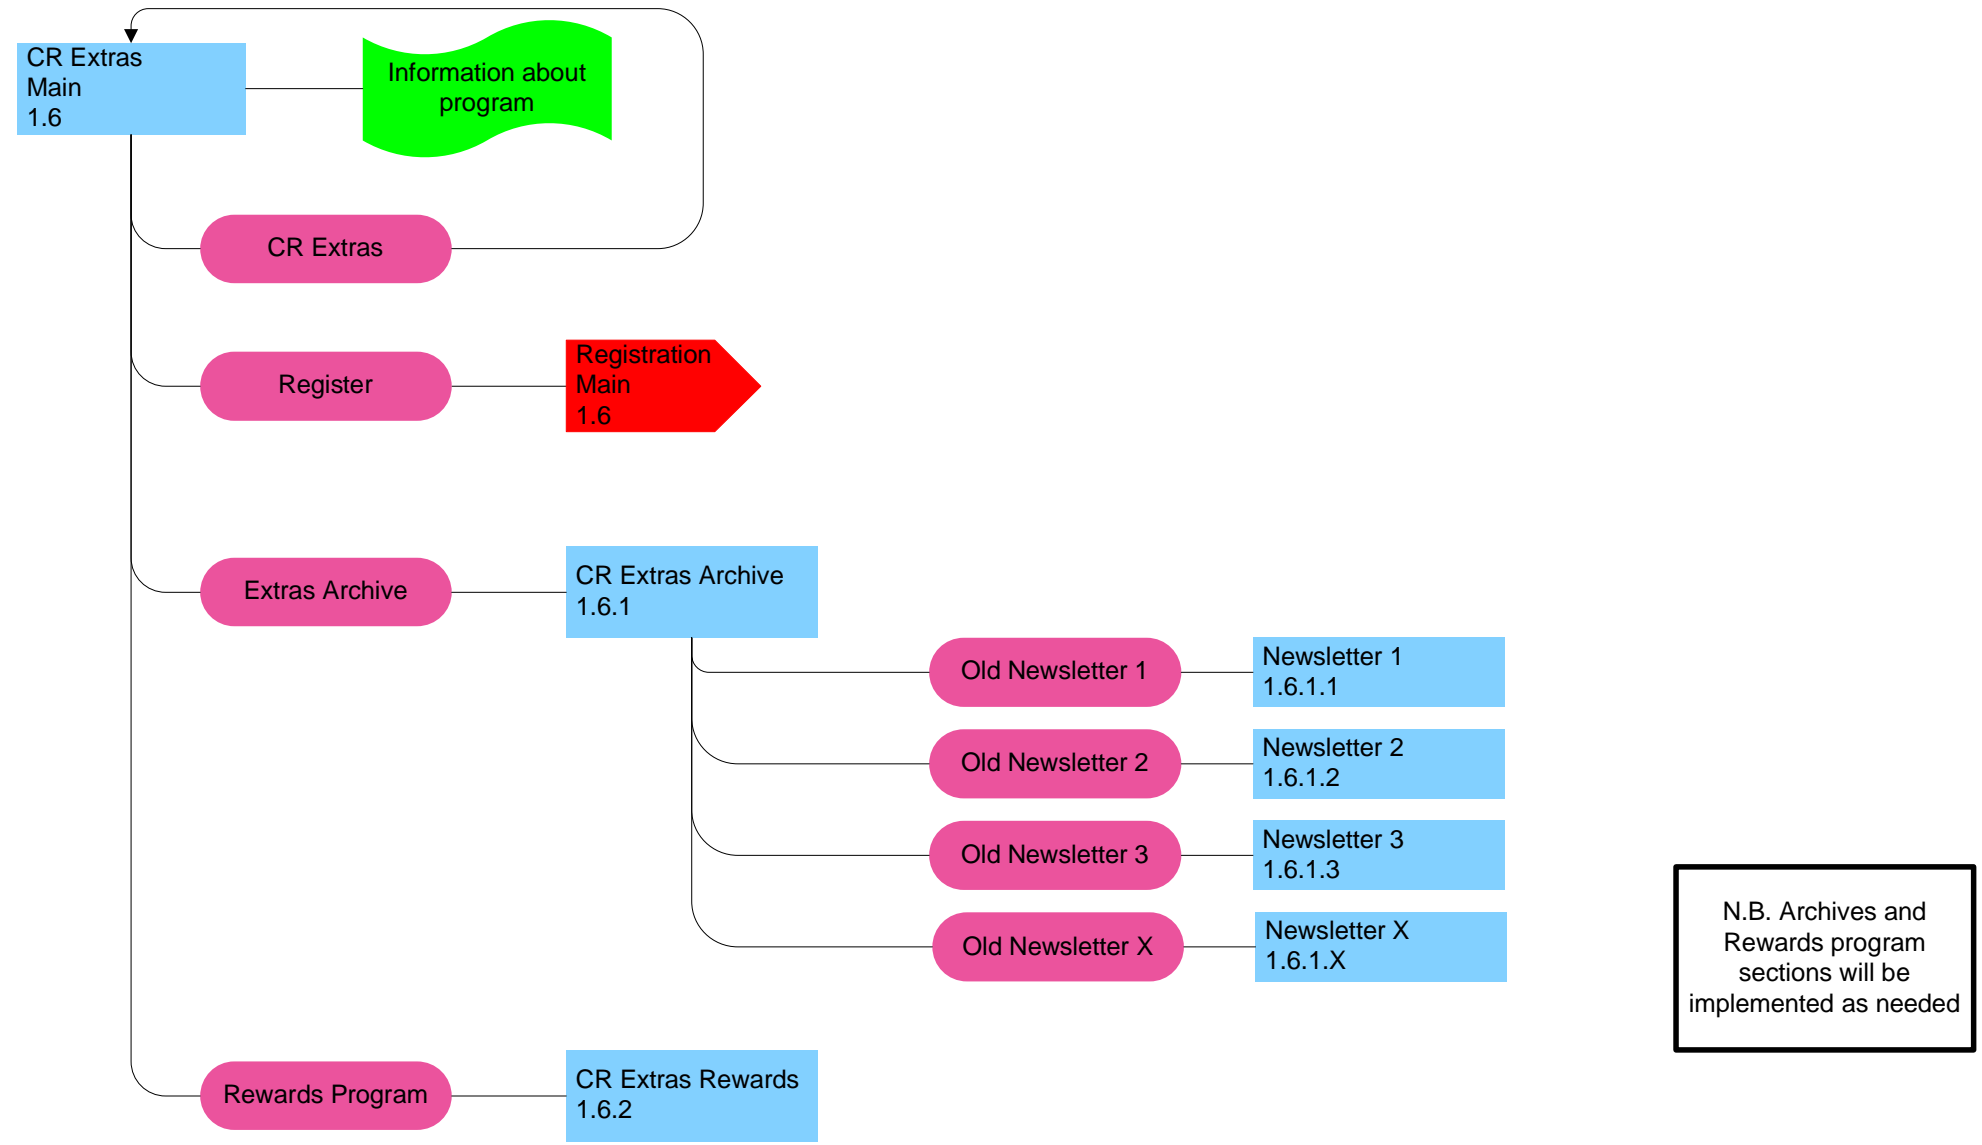 CR Extras
Main
1.6
Information about
program
CR Extras
Register
Registration
Main
1.6
Extras Archive
CR Extras Archive
1.6.1
Old Newsletter 1
Newsletter 1
1.6.1.1
Old Newsletter 2
Newsletter 2
1.6.1.2
Old Newsletter 3
Newsletter 3
1.6.1.3
Old Newsletter X
Newsletter X
1.6.1.X
N.B. Archives and
Rewards program
sections will be
implemented as needed
Rewards Program
CR Extras Rewards
1.6.2